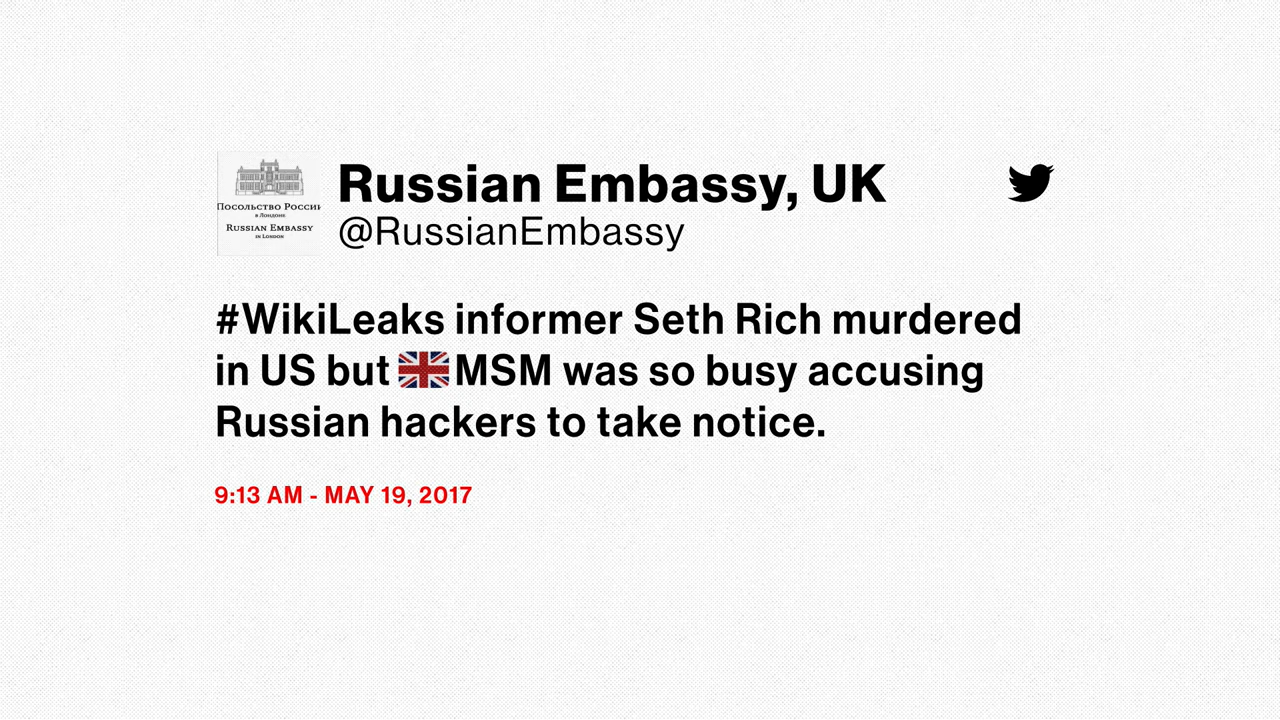 Посольство России
в Лондоне
Russian Embassy
in London
Russian Embassy, UK
@RussianEmbassy
#WikiLeaks informer Seth Rich murdered
in US but 🇬🇧 MSM was so busy accusing
Russian hackers to take notice.
9:13 AM - MAY 19, 2017